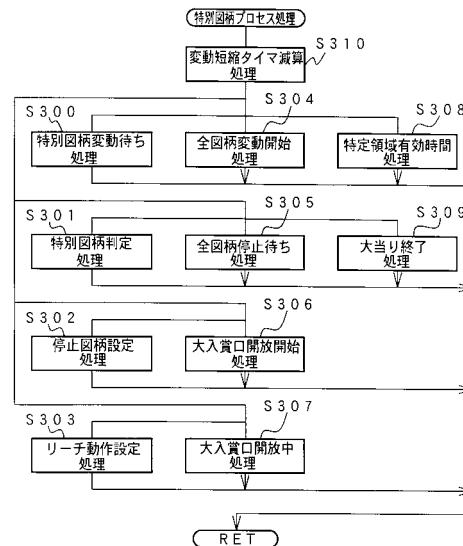 特別図柄プロセス処理
S310
変動短縮タイマ減算
処理
S300
特別図柄変動待ち
処理
S304
全図柄変動開始
処理
S308
特定領域有効時間
処理
S301
特別図柄判定
処理
S305
全図柄停止待ち
処理
S309
大当り終了
処理
S302
停止図柄設定
処理
S306
大入賞口開放開始
処理
S303
リーチ動作設定
処理
S307
大入賞口開放中
処理
RET